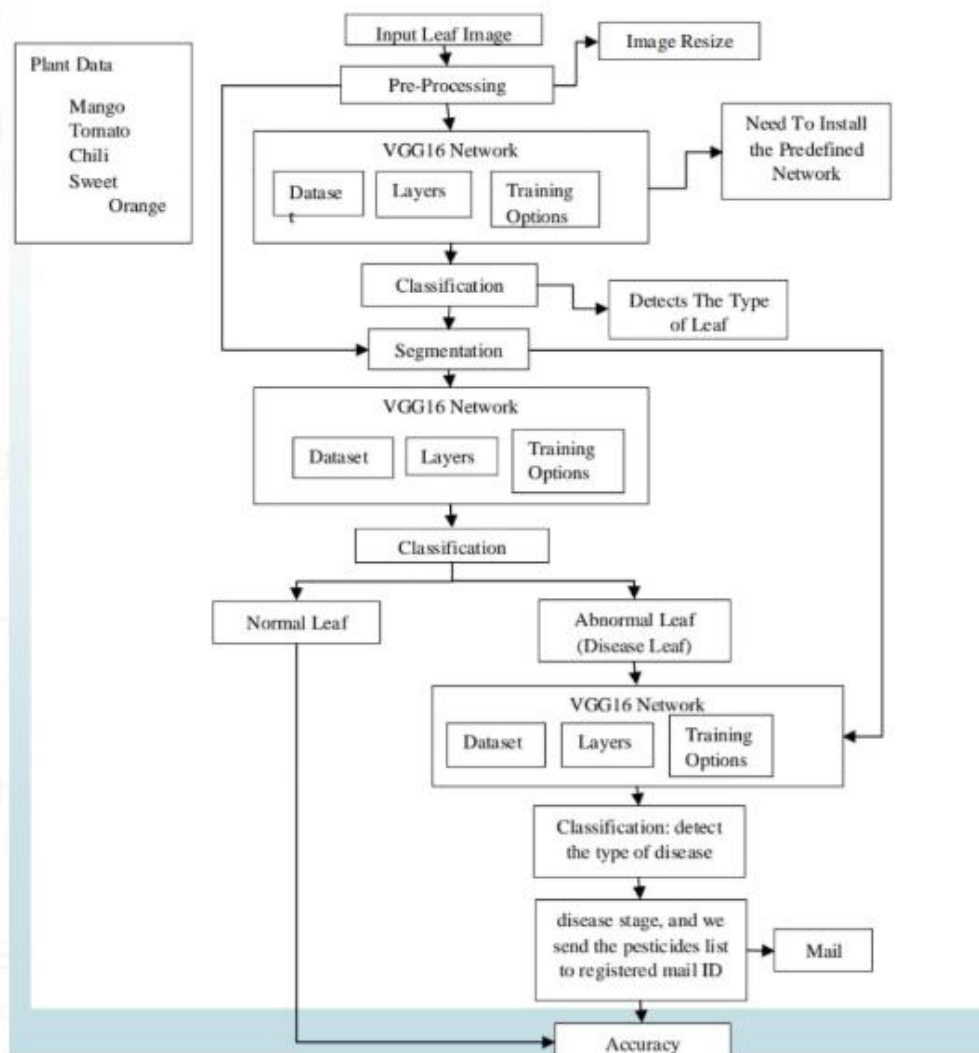 Input Leaf Image
Image Resize
Plant Data
Mango
Tomato
Chili
Sweet
Orange
Pre-Processing
VGG16 Network
Datase
t
Layers
Training
Options
Need To Install
the Predefined
Network
Classification
Detects The Type
of Leaf
Segmentation
VGG16 Network
Dataset
Layers
Training
Options
Classification
Normal Leaf
Abnormal Leaf
(Disease Leaf)
VGG16 Network
Dataset
Layers
Training
Options
Classification: detect
the type of disease
disease stage, and we
send the pesticides list
to registered mail ID
Mail
Accuracy